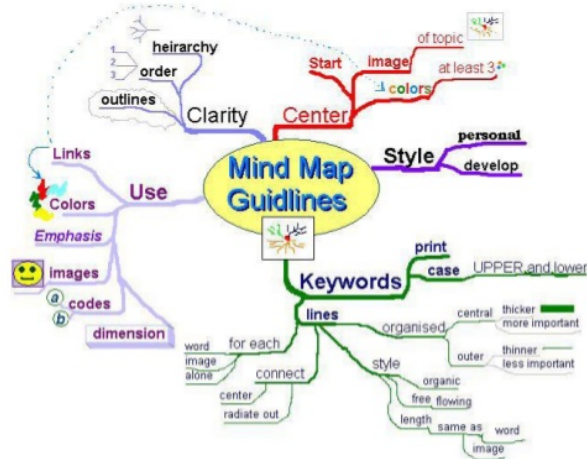 Mind Map
Guidlines
Clarity
heirarchy
order
1
2
3
outlines
Center
Start
image
of topic
colors
at least 3
Style
personal
develop
Keywords
print
case
UPPER and lower
lines
organised
central
thicker
more important
outer
thinner
less important
style
organic
free flowing
length
same as
word
image
connect
center
radiate out
for each
word
image
alone
Use
Links
Colors
Emphasis
images
codes
a
b
dimension